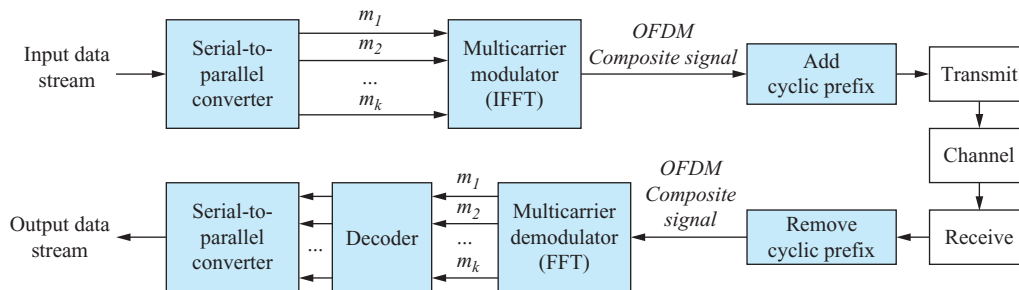 Input data
stream
Serial-to-
parallel
converter
m1
m2
...
mk
Multicarrier
modulator
(IFFT)
OFDM
Composite signal
Add
cyclic prefix
Transmit
Channel
Receive
Remove
cyclic prefix
OFDM
Composite
signal
Multicarrier
demodulator
(FFT)
m1
m2
...
mk
Decoder
...
Serial-to-
parallel
converter
Output data
stream